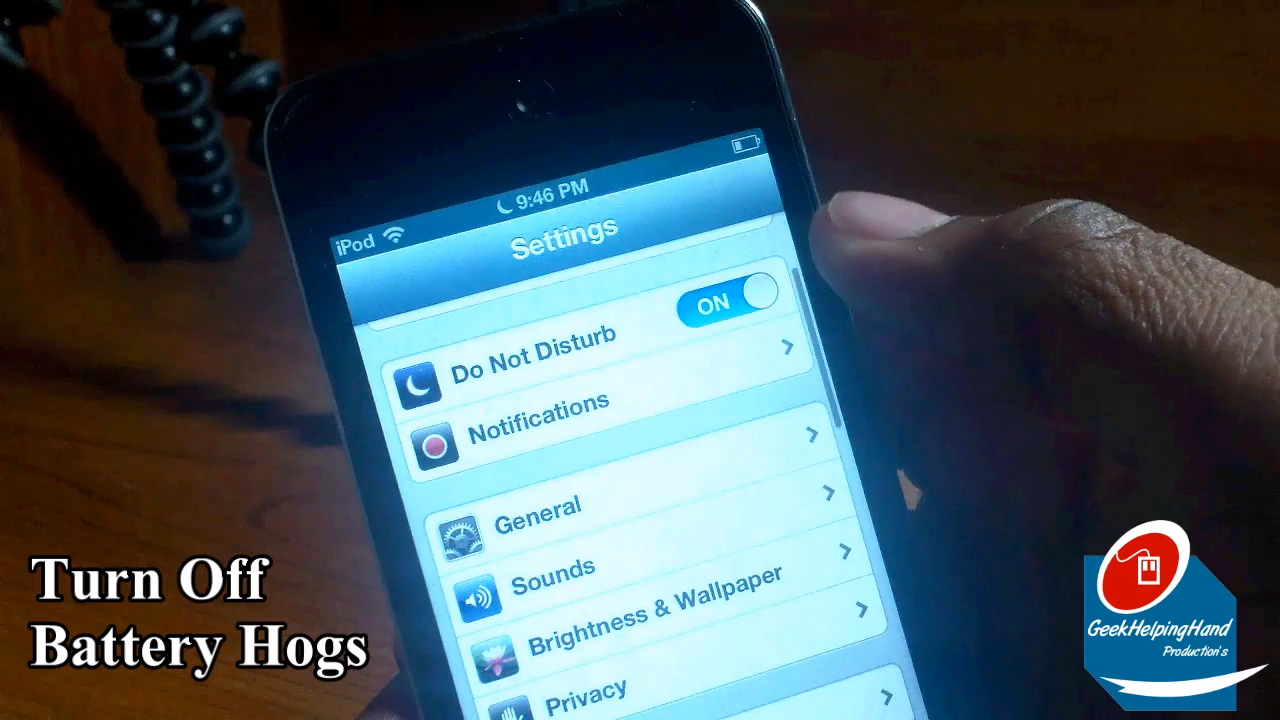 iPod 9:46 PM
Settings
Do Not Disturb ON
Notifications
General
Sounds
Brightness & Wallpaper
Privacy
Turn Off
Battery Hogs
GeekHelpingHand
Production's